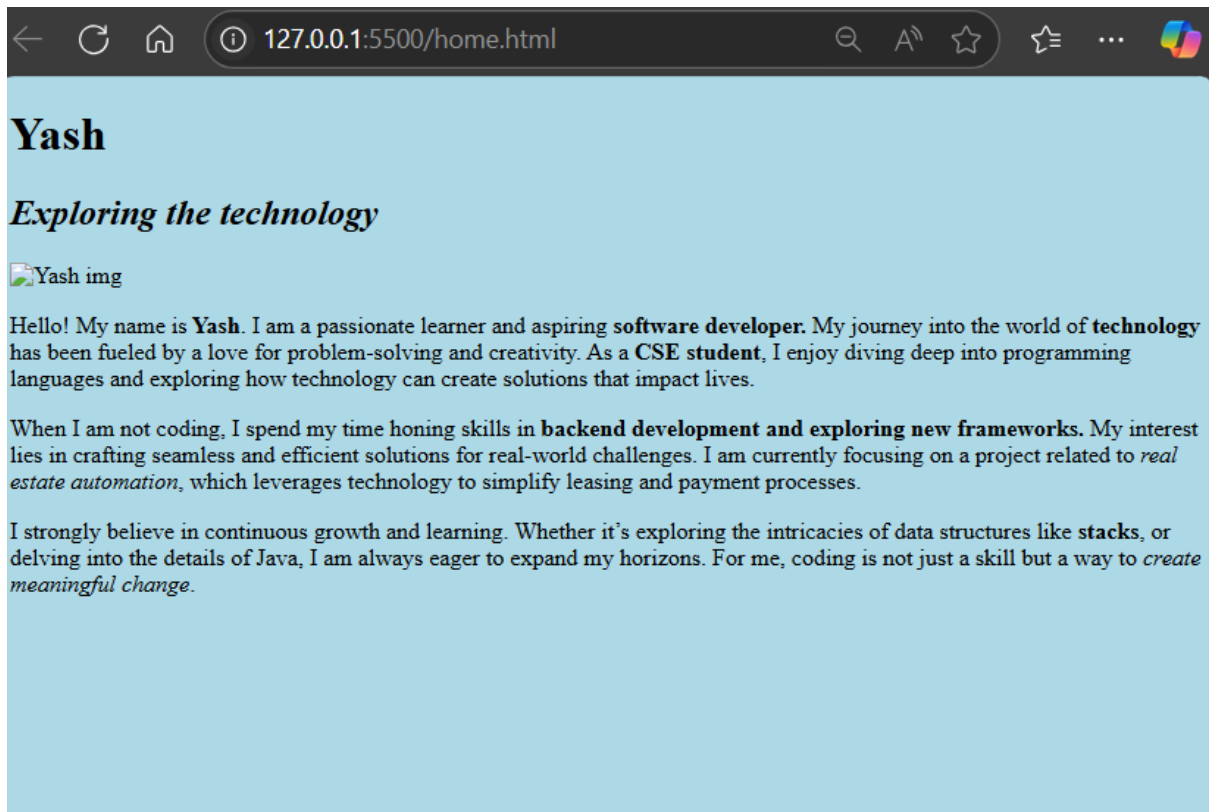 127.0.0.1:5500/home.html
Yash
Exploring the technology
Yash img
Hello! My name is Yash. I am a passionate learner and aspiring software developer. My journey into the world of technology
has been fueled by a love for problem-solving and creativity. As a CSE student, I enjoy diving deep into programming
languages and exploring how technology can create solutions that impact lives.
When I am not coding, I spend my time honing skills in backend development and exploring new frameworks. My interest
lies in crafting seamless and efficient solutions for real-world challenges. I am currently focusing on a project related to real
estate automation, which leverages technology to simplify leasing and payment processes.
I strongly believe in continuous growth and learning. Whether it’s exploring the intricacies of data structures like stacks, or
delving into the details of Java, I am always eager to expand my horizons. For me, coding is not just a skill but a way to create
meaningful change.